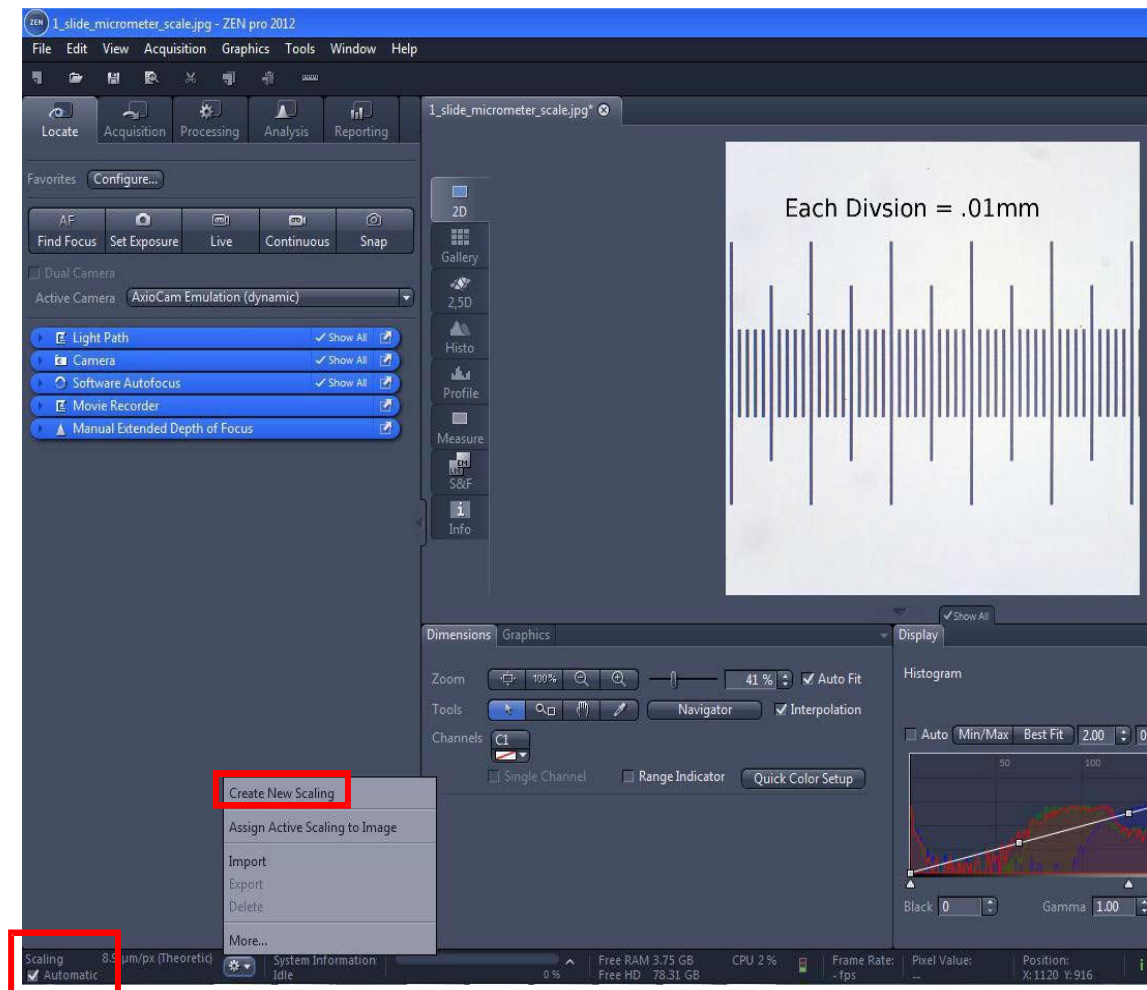 ZEN 1_slide_micrometer_scale.jpg - ZEN pro 2012
File Edit View Acquisition Graphics Tools Window Help
Locate Acquisition Processing Analysis Reporting
1_slide_micrometer_scale.jpg*
Favorites Configure...
AF
Find Focus Set Exposure Live Continuous Snap
Dual Camera
Active Camera AxioCam Emulation (dynamic)
Light Path Show All
Camera Show All
Software Autofocus Show All
Movie Recorder
Manual Extended Depth of Focus
2D
Gallery
2,5D
Histo
Profile
Measure
S&F
Info
Each Divsion = .01mm
Show All
Dimensions Graphics
Zoom 100% 41 % Auto Fit
Tools Navigator Interpolation
Channels C1
Single Channel Range Indicator Quick Color Setup
Display
Histogram
Auto Min/Max Best Fit 2.00 0
50 100
Black 0 Gamma 1.00
Create New Scaling
Assign Active Scaling to Image
Import
Export
Delete
More...
Scaling µm/px (Theoretic)
Automatic
System Information
Idle 0 %
Free RAM 3.75 GB
Free HD 78.31 GB
CPU 2 %
Frame Rate:
- fps
Pixel Value:
--
Position:
X:1120 Y:916